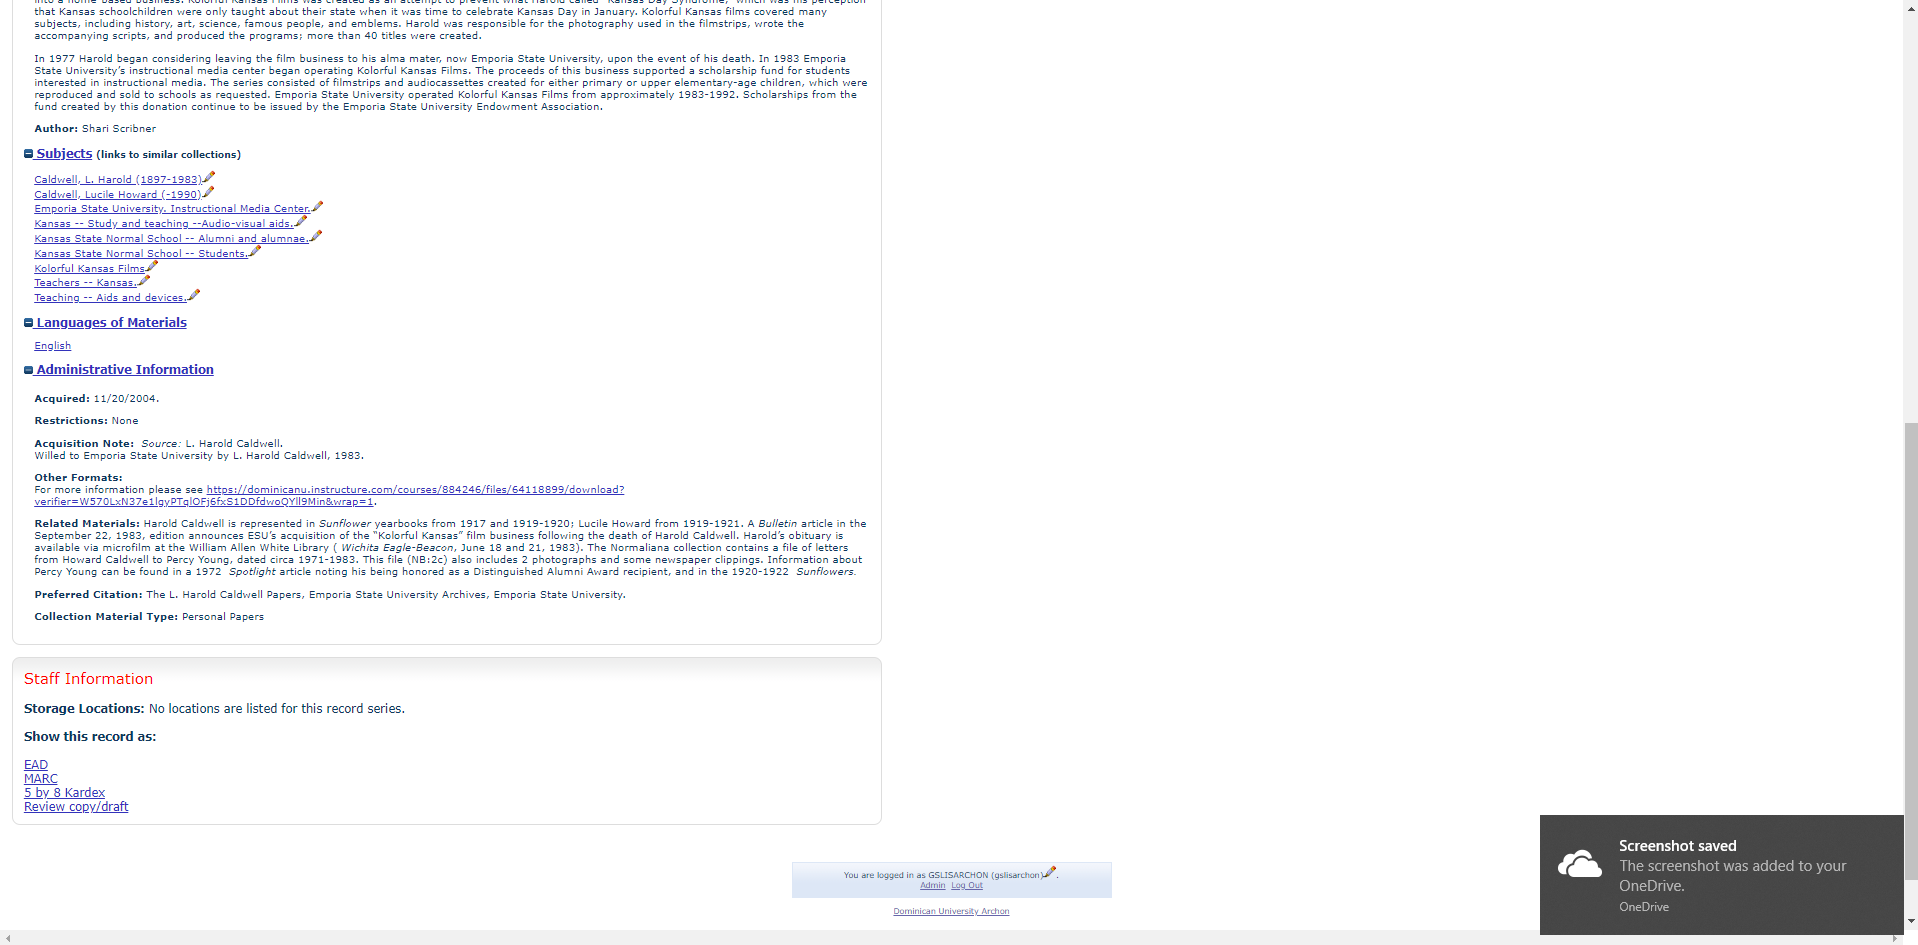 into a home-based business. Kolorful Kansas Films was created as an attempt to prevent what Harold called "Kansas Day Syndrome," which was his perception
that Kansas schoolchildren were only taught about their state when it was time to celebrate Kansas Day in January. Kolorful Kansas films covered many
subjects, including history, art, science, famous people, and emblems. Harold was responsible for the photography used in the filmstrips, wrote the
accompanying scripts, and produced the programs; more than 40 titles were created.
In 1977 Harold began considering leaving the film business to his alma mater, now Emporia State University, upon the event of his death. In 1983 Emporia
State University's instructional media center began operating Kolorful Kansas Films. The proceeds of this business supported a scholarship fund for students
interested in instructional media. The series consisted of filmstrips and audiocassettes created for either primary or upper elementary-age children, which were
reproduced and sold to schools as requested. Emporia State University operated Kolorful Kansas Films from approximately 1983-1992. Scholarships from the
fund created by this donation continue to be issued by the Emporia State University Endowment Association.
Author: Shari Scribner
Subjects (links to similar collections)
Caldwell, L. Harold (1897-1983)
Caldwell, Lucile Howard (-1990)
Emporia State University. Instructional Media Center.
Kansas -- Study and teaching --Audio-visual aids.
Kansas State Normal School -- Alumni and alumnae.
Kansas State Normal School -- Students.
Kolorful Kansas Films
Teachers -- Kansas.
Teaching -- Aids and devices.
Languages of Materials
English
Administrative Information
Acquired: 11/20/2004.
Restrictions: None
Acquisition Note: Source: L. Harold Caldwell.
Willed to Emporia State University by L. Harold Caldwell, 1983.
Other Formats:
For more information please see https://dominicanu.instructure.com/courses/884246/files/64118899/download?
verifier=W570LxN37e1lgyPTqlOFj6fxS1DDfdwoQYll9Min&wrap=1.
Related Materials: Harold Caldwell is represented in Sunflower yearbooks from 1917 and 1919-1920; Lucile Howard from 1919-1921. A Bulletin article in the
September 22, 1983, edition announces ESU's acquisition of the "Kolorful Kansas" film business following the death of Harold Caldwell. Harold's obituary is
available via microfilm at the William Allen White Library ( Wichita Eagle-Beacon, June 18 and 21, 1983). The Normaliana collection contains a file of letters
from Howard Caldwell to Percy Young, dated circa 1971-1983. This file (NB:2c) also includes 2 photographs and some newspaper clippings. Information about
Percy Young can be found in a 1972 Spotlight article noting his being honored as a Distinguished Alumni Award recipient, and in the 1920-1922 Sunflowers.
Preferred Citation: The L. Harold Caldwell Papers, Emporia State University Archives, Emporia State University.
Collection Material Type: Personal Papers
Staff Information
Storage Locations: No locations are listed for this record series.
Show this record as:
EAD
MARC
5 by 8 Kardex
Review copy/draft
You are logged in as GSLISARCHON (gslisarchon) .
Admin Log Out
Dominican University Archon
Screenshot saved
The screenshot was added to your
OneDrive.
OneDrive